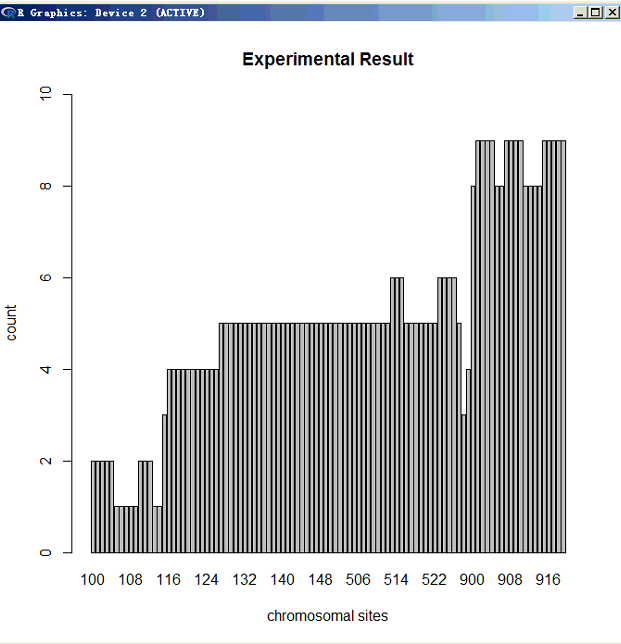 R Graphics: Device 2 (ACTIVE)
Experimental Result
10
8
6
4
2
0
count
100 108 116 124 132 140 148 506 514 522 900 908 916
chromosomal sites